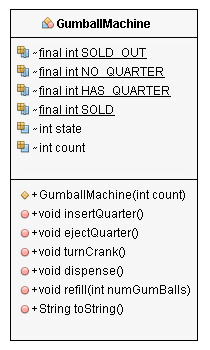 GumballMachine
~final int SOLD_OUT
~final int NO_QUARTER
~final int HAS_QUARTER
~final int SOLD
~int state
~int count
+GumballMachine(int count)
+void insertQuarter()
+void ejectQuarter()
+void turnCrank()
+void dispense()
+void refill(int numGumBalls)
+String toString()